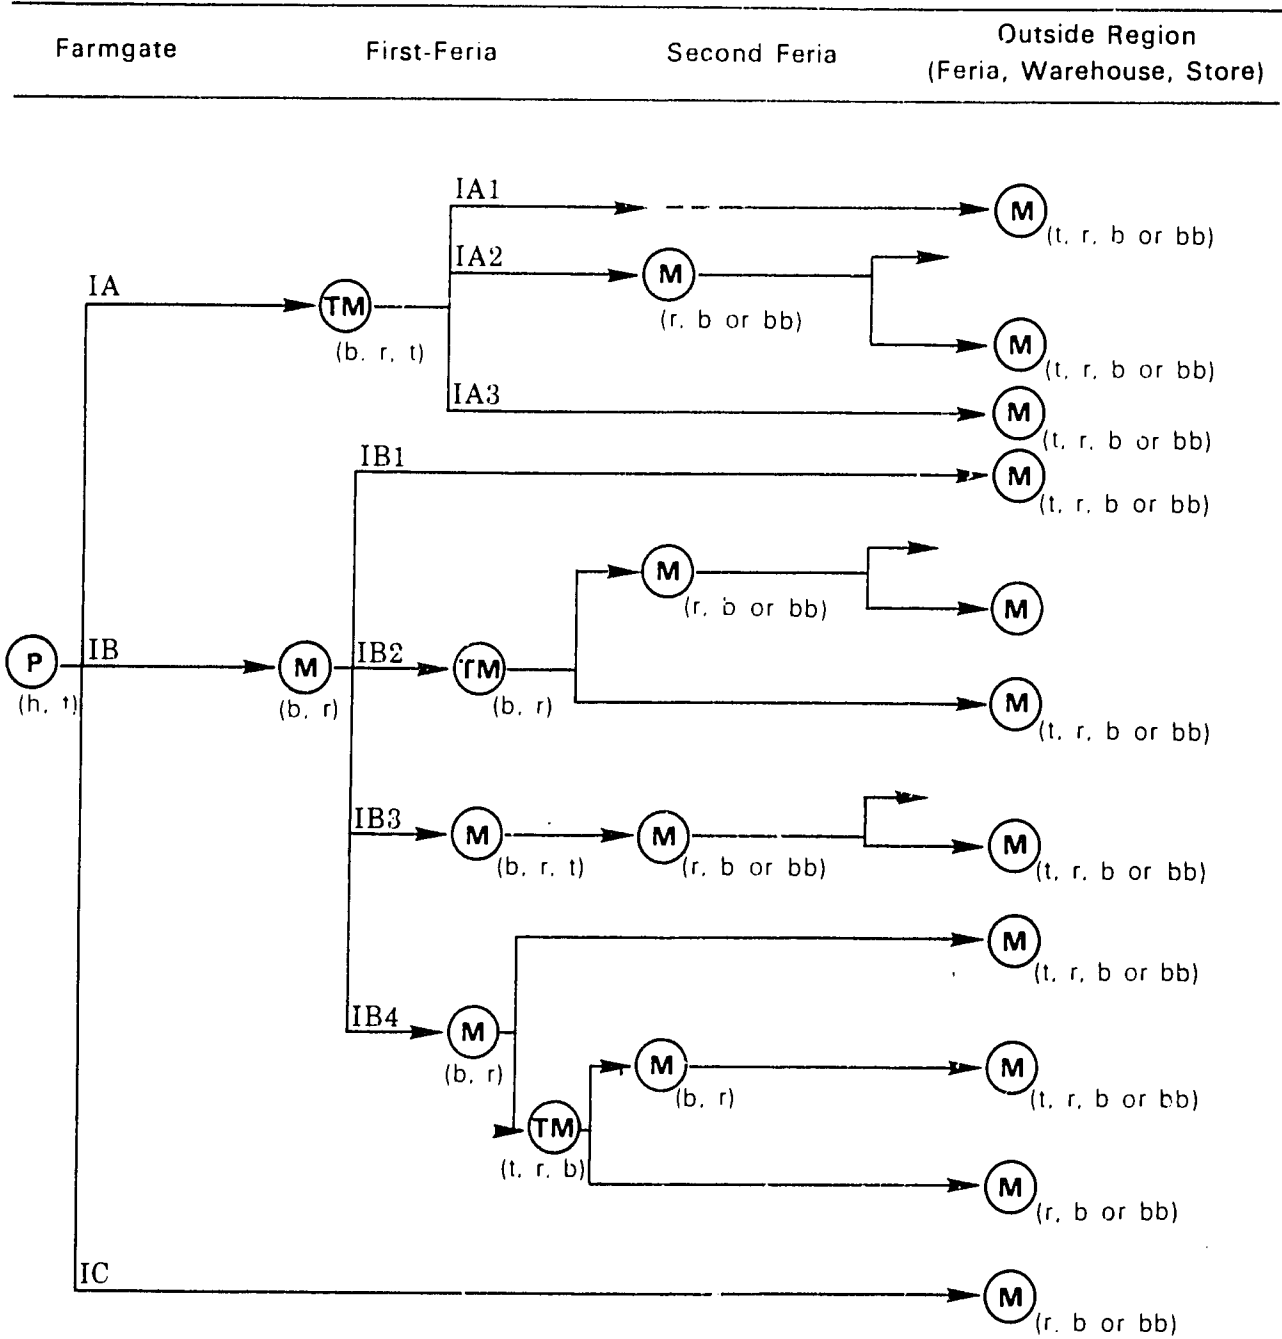 Farmgate
First-Feria
Second Feria
Outside Region
(Feria, Warehouse, Store)
IA1
M
(t, r, b or bb)
IA2
M
(r, b or bb)
IA
TM
(b, r, t)
M
(t, r, b or bb)
IA3
M
(t, r, b or bb)
IB1
M
(t, r, b or bb)
M
(r, b or bb)
M
P
(h, t)
IB
M
(b, r)
IB2
TM
(b, r)
M
(t, r, b or bb)
IB3
M
(b, r, t)
M
(r, b or bb)
M
(t, r, b or bb)
M
(t, r, b or bb)
IB4
M
(b, r)
M
(b, r)
M
(t, r, b or bb)
TM
(t, r, b)
M
(r, b or bb)
IC
M
(r, b or bb)